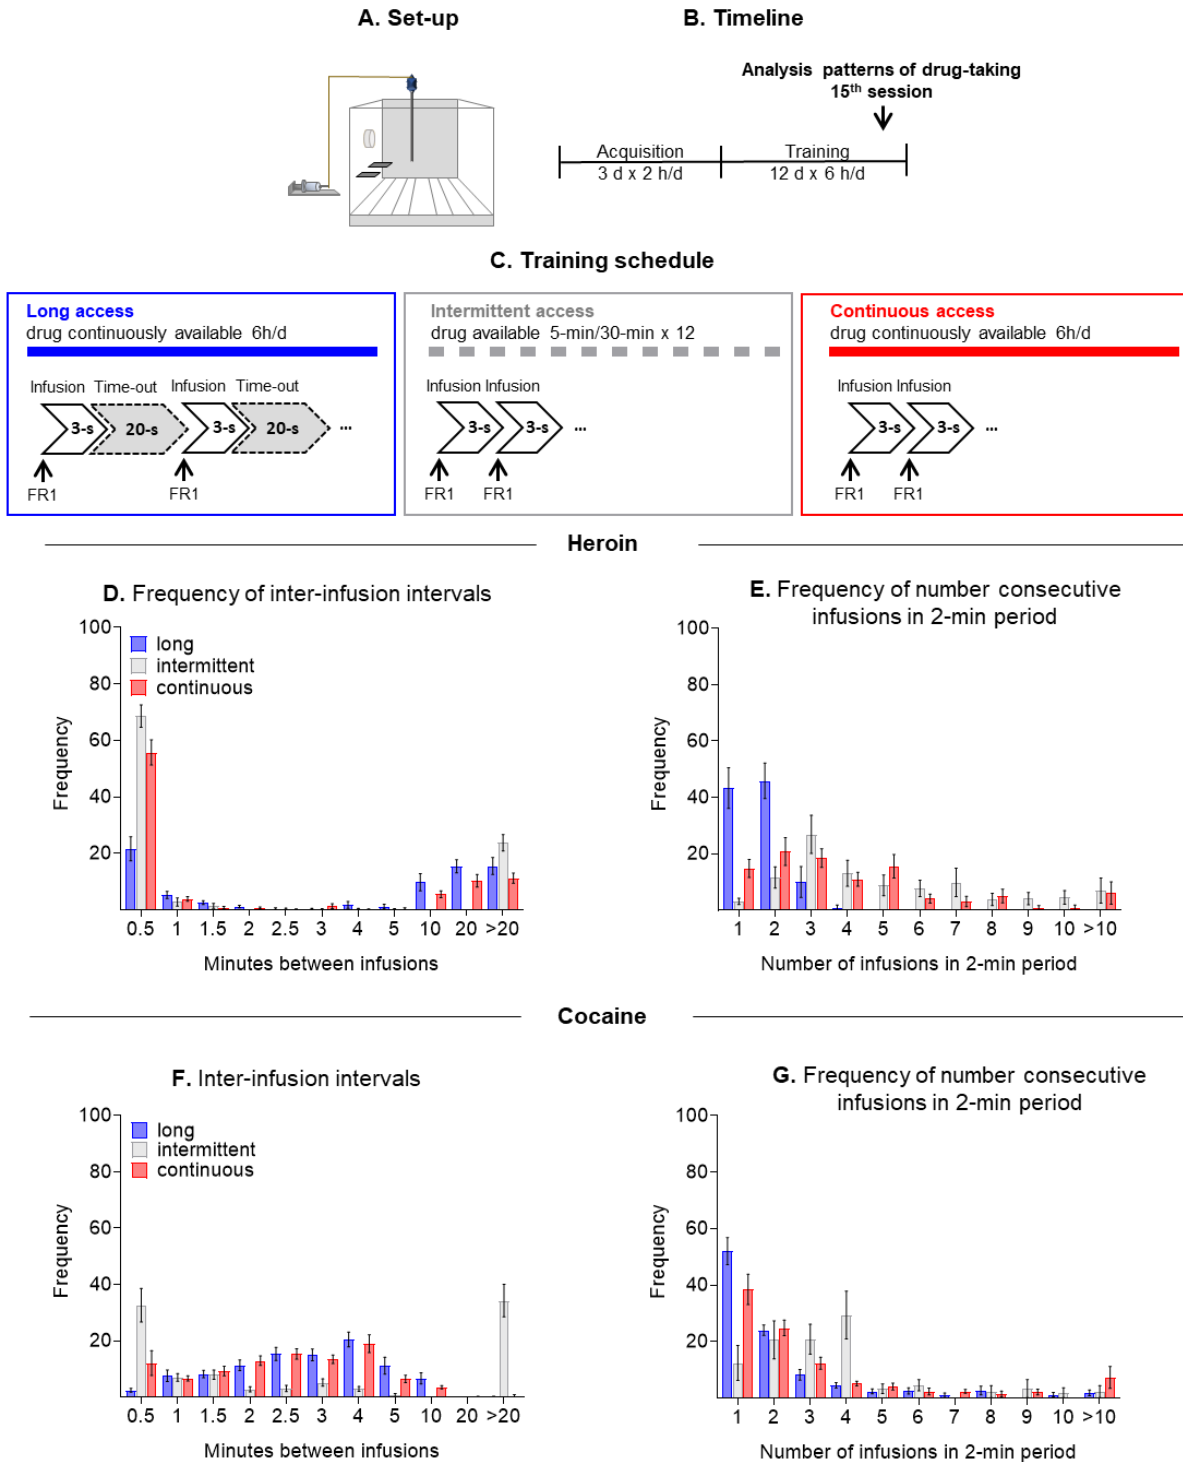 A. Set-up
B. Timeline
Analysis patterns of drug-taking
15th session
Acquisition
Training
3 d x 2 h/d
12 d x 6 h/d
C. Training schedule
Long access
drug continuously available 6h/d
Infusion Time-out Infusion Time-out
3-s 20-s 3-s 20-s ...
FR1 FR1
Intermittent access
drug available 5-min/30-min x 12
Infusion Infusion
3-s 3-s ...
FR1 FR1
Continuous access
drug continuously available 6h/d
Infusion Infusion
3-s 3-s ...
FR1 FR1
Heroin
D. Frequency of inter-infusion intervals
100
80
60
40
20
Frequency
long
intermittent
continuous
0.5 1 1.5 2 2.5 3 4 5 10 20 >20
Minutes between infusions
E. Frequency of number consecutive
infusions in 2-min period
100
80
60
40
20
Frequency
1 2 3 4 5 6 7 8 9 10 >10
Number of infusions in 2-min period
Cocaine
F. Inter-infusion intervals
100
80
60
40
20
Frequency
long
intermittent
continuous
0.5 1 1.5 2 2.5 3 4 5 10 20 >20
Minutes between infusions
G. Frequency of number consecutive
infusions in 2-min period
100
80
60
40
20
Frequency
1 2 3 4 5 6 7 8 9 10 >10
Number of infusions in 2-min period